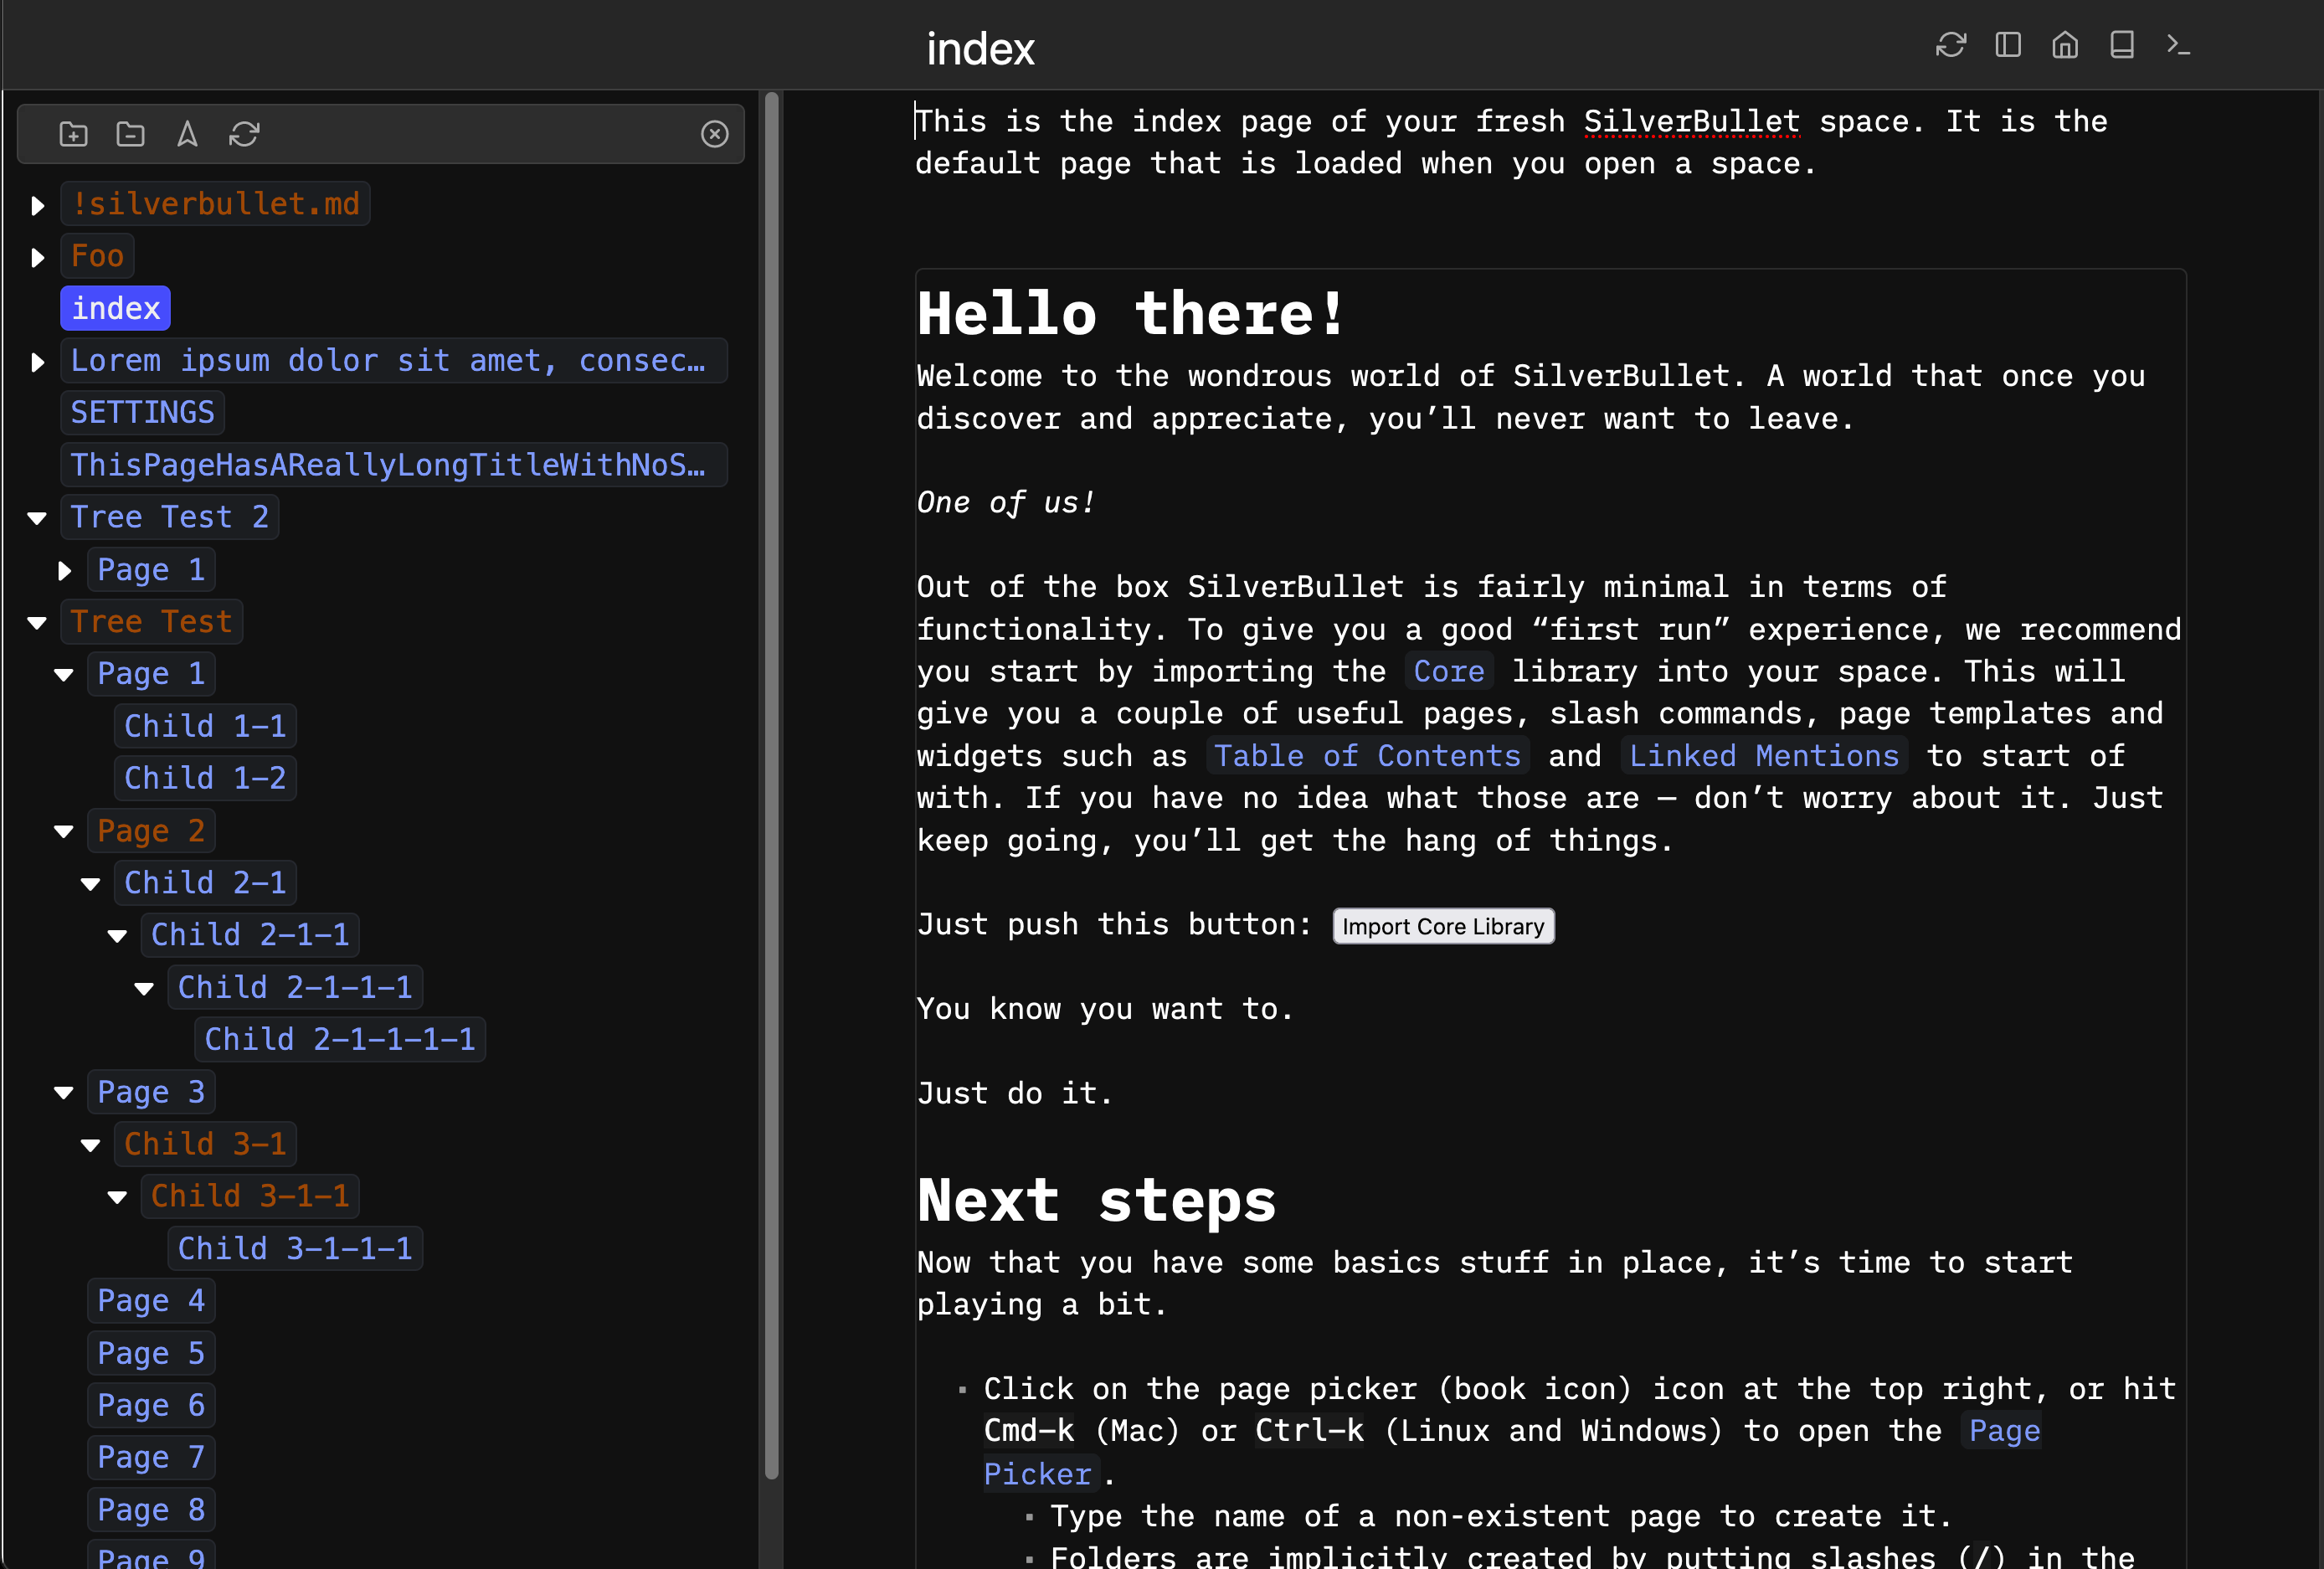 index
!silverbullet.md
Foo
index
Lorem ipsum dolor sit amet, consec…
SETTINGS
ThisPageHasAReallyLongTitleWithNoS…
Tree Test 2
Page 1
Tree Test
Page 1
Child 1-1
Child 1-2
Page 2
Child 2-1
Child 2-1-1
Child 2-1-1-1
Child 2-1-1-1-1
Page 3
Child 3-1
Child 3-1-1
Child 3-1-1-1
Page 4
Page 5
Page 6
Page 7
Page 8
Page 9
This is the index page of your fresh SilverBullet space. It is the
default page that is loaded when you open a space.
Hello there!
Welcome to the wondrous world of SilverBullet. A world that once you
discover and appreciate, you’ll never want to leave.
One of us!
Out of the box SilverBullet is fairly minimal in terms of
functionality. To give you a good “first run” experience, we recommend
you start by importing the Core library into your space. This will
give you a couple of useful pages, slash commands, page templates and
widgets such as Table of Contents and Linked Mentions to start of
with. If you have no idea what those are — don’t worry about it. Just
keep going, you’ll get the hang of things.
Just push this button: Import Core Library
You know you want to.
Just do it.
Next steps
Now that you have some basics stuff in place, it’s time to start
playing a bit.
Click on the page picker (book icon) icon at the top right, or hit
Cmd-k (Mac) or Ctrl-k (Linux and Windows) to open the Page
Picker.
Type the name of a non-existent page to create it.
Folders are implicitly created by putting slashes (/) in the